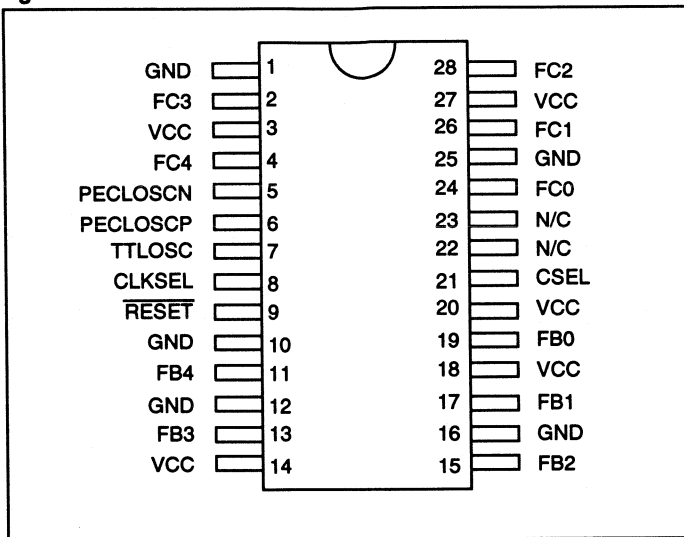 GND 1 28 FC2
FC3 2 27 VCC
VCC 3 26 FC1
FC4 4 25 GND
PECLOSCN 5 24 FC0
PECLOSCP 6 23 N/C
TTLOSC 7 22 N/C
CLKSEL 8 21 CSEL
RESET 9 20 VCC
GND 10 19 FB0
FB4 11 18 VCC
GND 12 17 FB1
FB3 13 16 GND
VCC 14 15 FB2